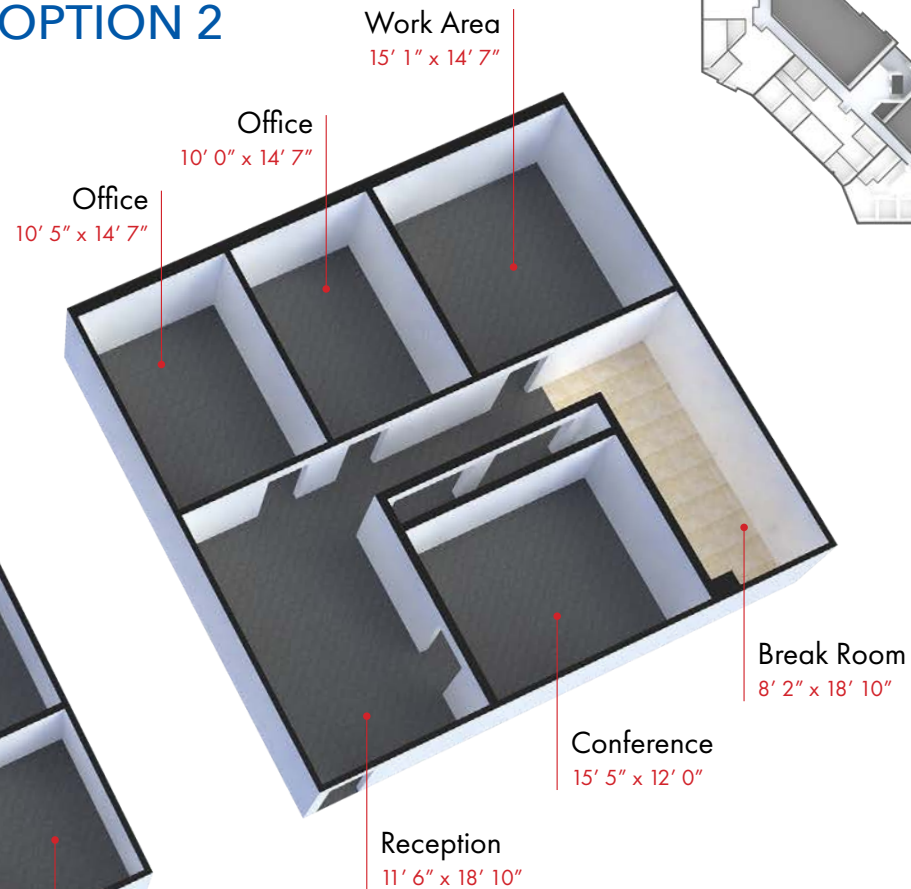 OPTION 2
Work Area
15’ 1” x 14’ 7”
Office
10’ 0” x 14’ 7”
Office
10’ 5” x 14’ 7”
Break Room
8’ 2” x 18’ 10”
Conference
15’ 5” x 12’ 0”
Reception
11’ 6” x 18’ 10”